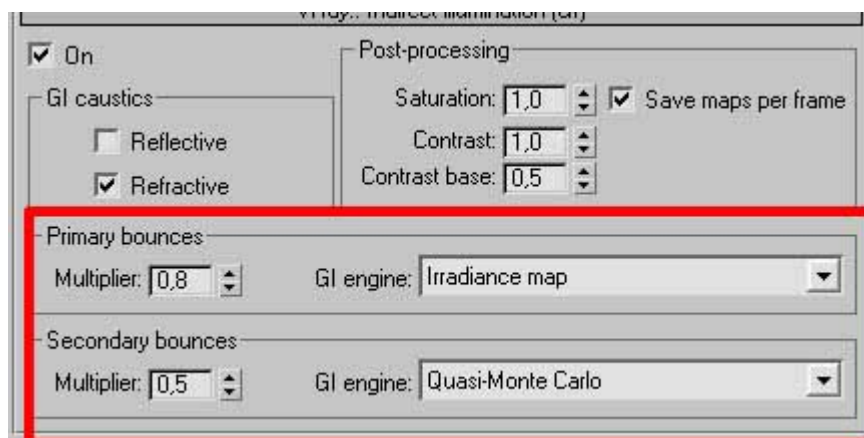 On
Post-processing
GI caustics
Saturation: 1,0 Save maps per frame
Reflective
Contrast: 1,0
Refractive
Contrast base: 0,5
Primary bounces
Multiplier: 0,8 GI engine: Irradiance map
Secondary bounces
Multiplier: 0,5 GI engine: Quasi-Monte Carlo